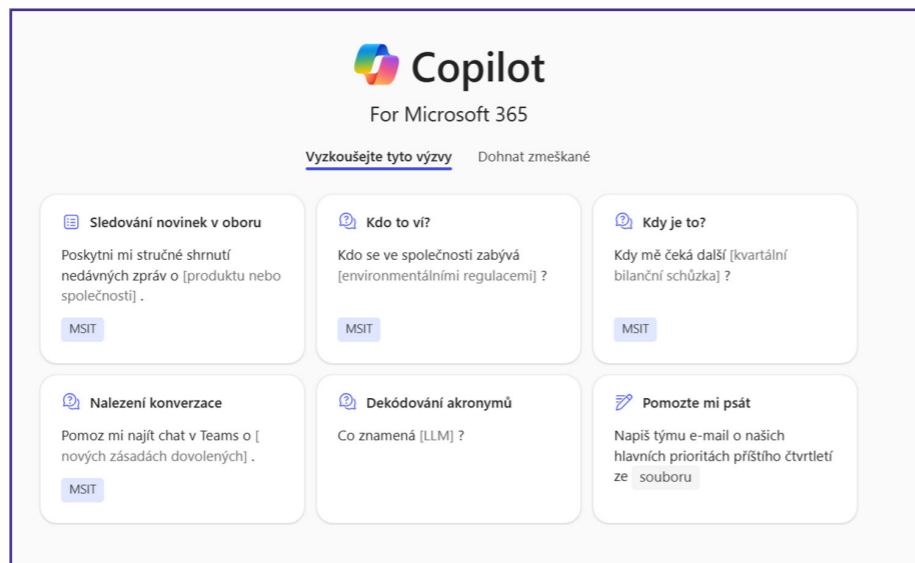 Copilot
For Microsoft 365
Vyzkoušejte tyto výzvy
Dohnat zmeškané
Sledování novinek v oboru
Poskytni mi stručné shrnutí
nedávných zpráv o [produktu nebo
společnosti] .
MSIT
Kdo to ví?
Kdo se ve společnosti zabývá
[environmentálními regulacemi] ?
MSIT
Kdy je to?
Kdy mě čeká další [kvartální
bilanční schůzka] ?
MSIT
Nalezení konverzace
Pomoz mi najít chat v Teams o [
nových zásadách dovolených] .
MSIT
Dekódování akronymů
Co znamená [LLM] ?
Pomozte mi psát
Napiš týmu e-mail o našich
hlavních prioritách příštího čtvrtletí
ze souboru